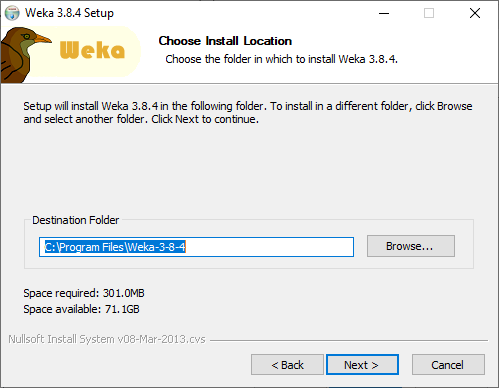 Weka 3.8.4 Setup
Weka
Choose Install Location
Choose the folder in which to install Weka 3.8.4.
Setup will install Weka 3.8.4 in the following folder. To install in a different folder, click Browse
and select another folder. Click Next to continue.
Destination Folder
C:\Program Files\Weka-3-8-4
Browse...
Space required: 301.0MB
Space available: 71.1GB
Nullsoft Install System v08-Mar-2013.cvs
< Back
Next >
Cancel